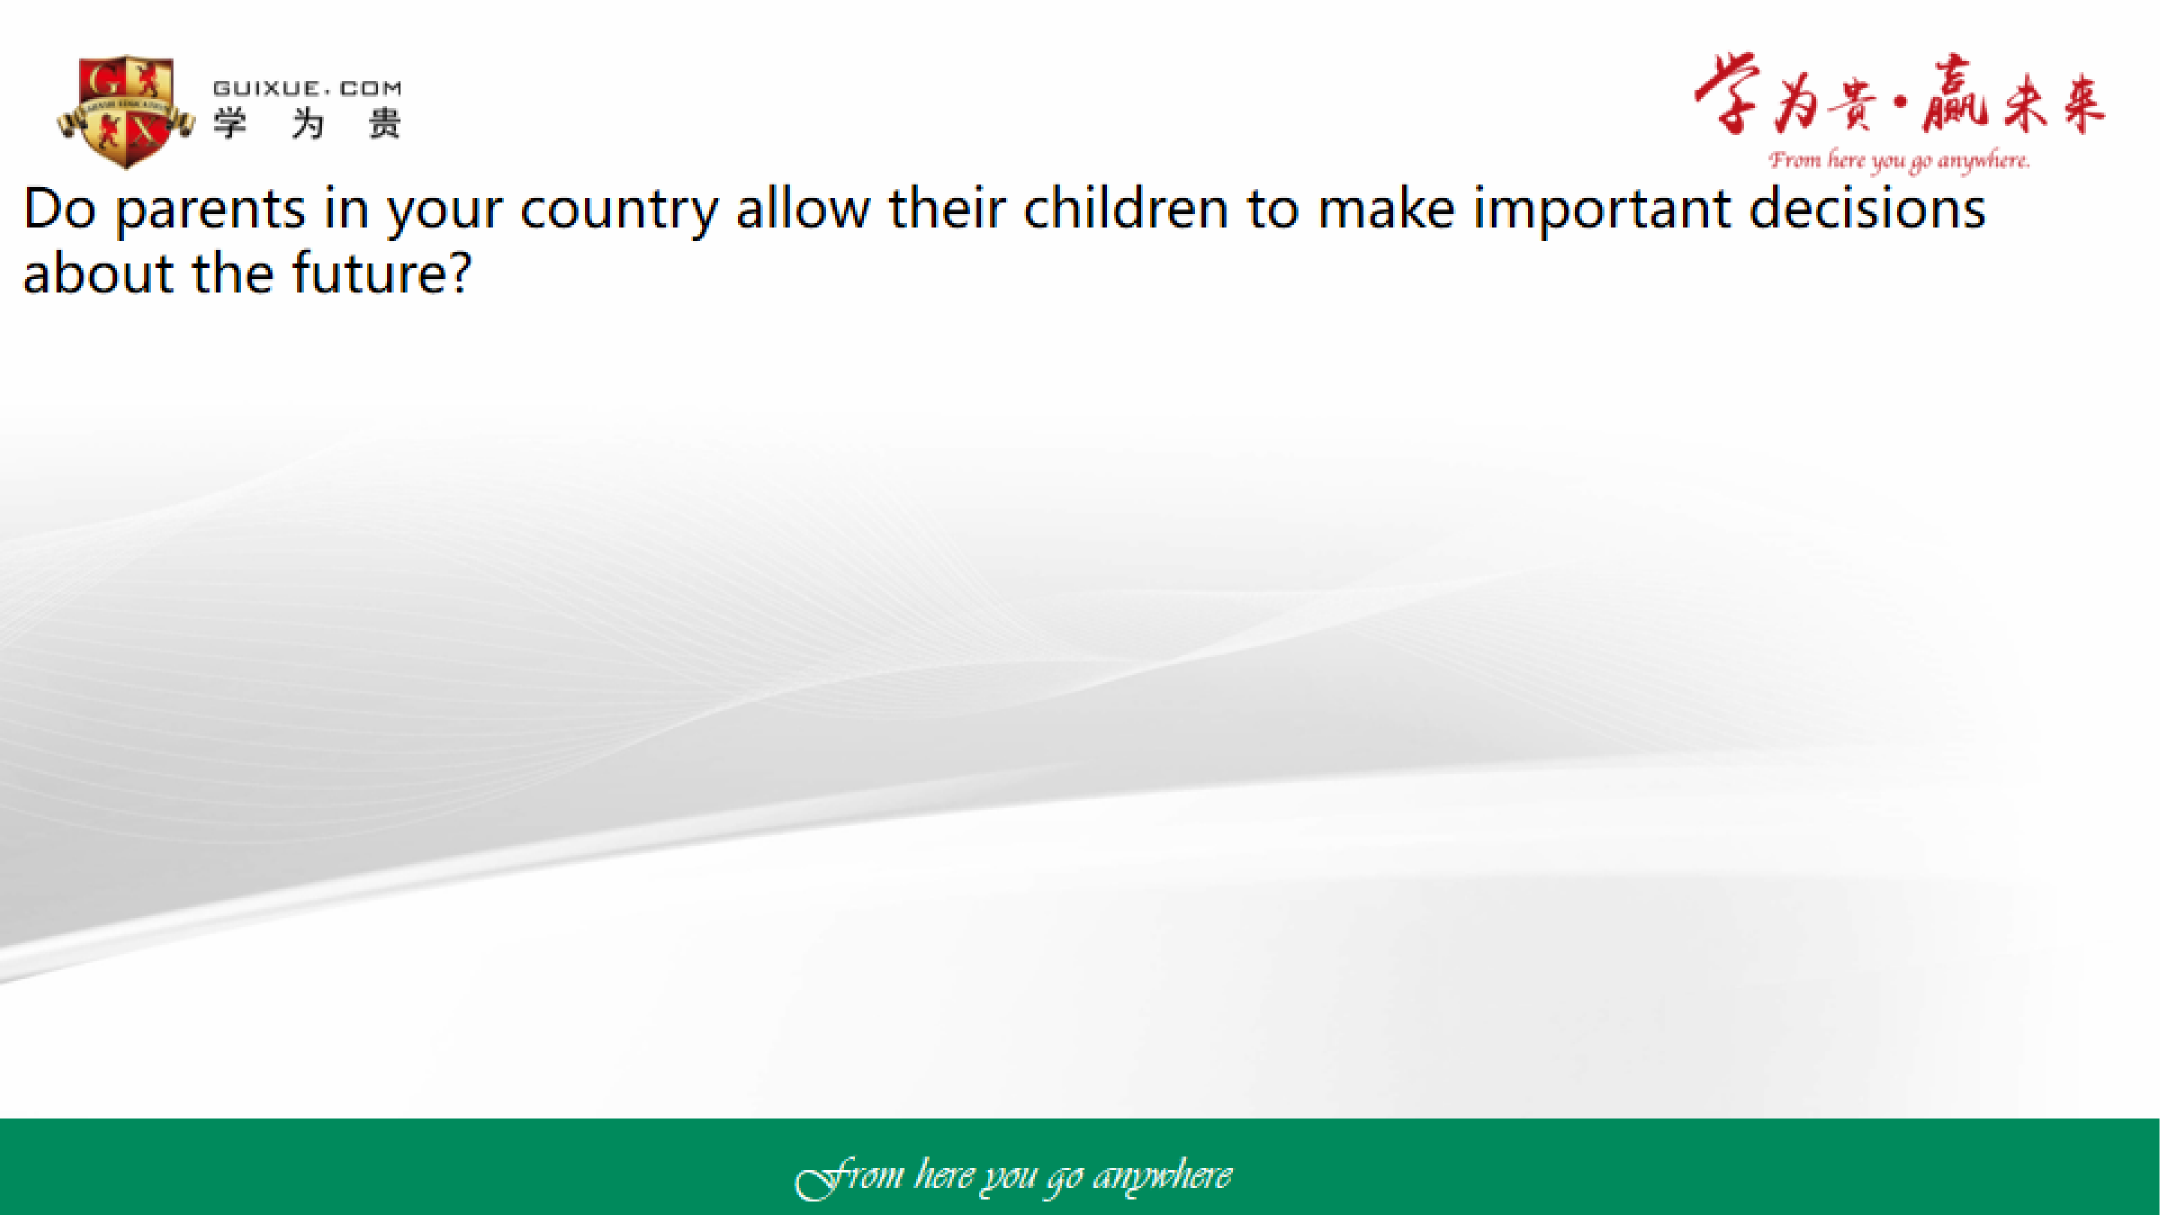 GUIXUE.COM
学为贵
学为贵·赢未来
From here you go anywhere.
Do parents in your country allow their children to make important decisions
about the future?
From here you go anywhere